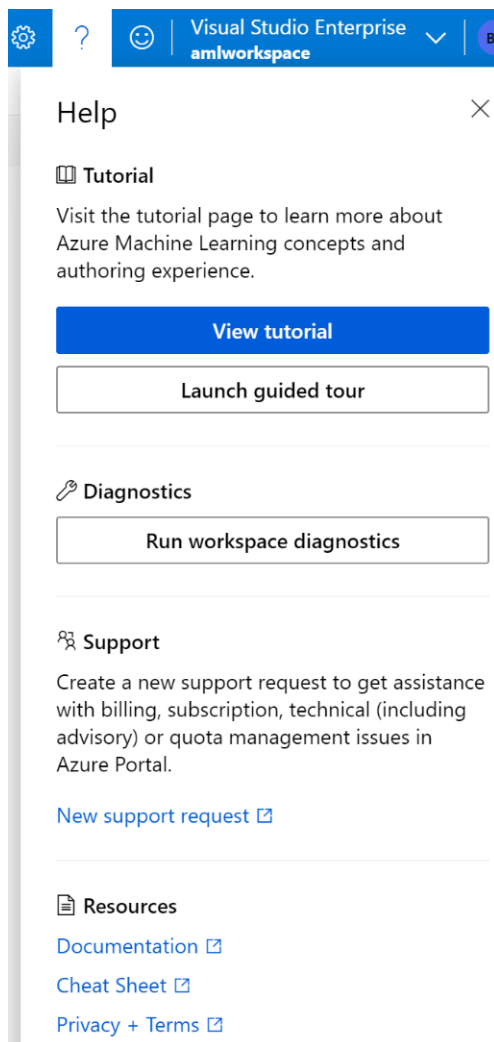 ?
Visual Studio Enterprise
amlworkspace
B
Help
Tutorial
Visit the tutorial page to learn more about
Azure Machine Learning concepts and
authoring experience.
View tutorial
Launch guided tour
Diagnostics
Run workspace diagnostics
Support
Create a new support request to get assistance
with billing, subscription, technical (including
advisory) or quota management issues in
Azure Portal.
New support request
Resources
Documentation
Cheat Sheet
Privacy + Terms